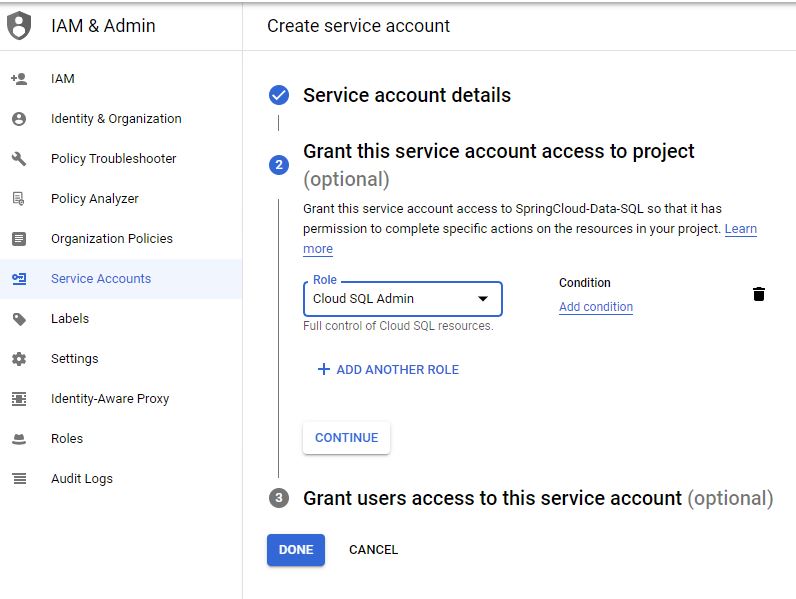 IAM & Admin
Create service account
IAM
Identity & Organization
Policy Troubleshooter
Policy Analyzer
Organization Policies
Service Accounts
Labels
Settings
Identity-Aware Proxy
Roles
Audit Logs
Service account details
2
Grant this service account access to project
(optional)
Grant this service account access to SpringCloud-Data-SQL so that it has
permission to complete specific actions on the resources in your project. Learn
more
Role
Cloud SQL Admin
Full control of Cloud SQL resources.
Condition
Add condition
ADD ANOTHER ROLE
CONTINUE
3 Grant users access to this service account (optional)
DONE CANCEL